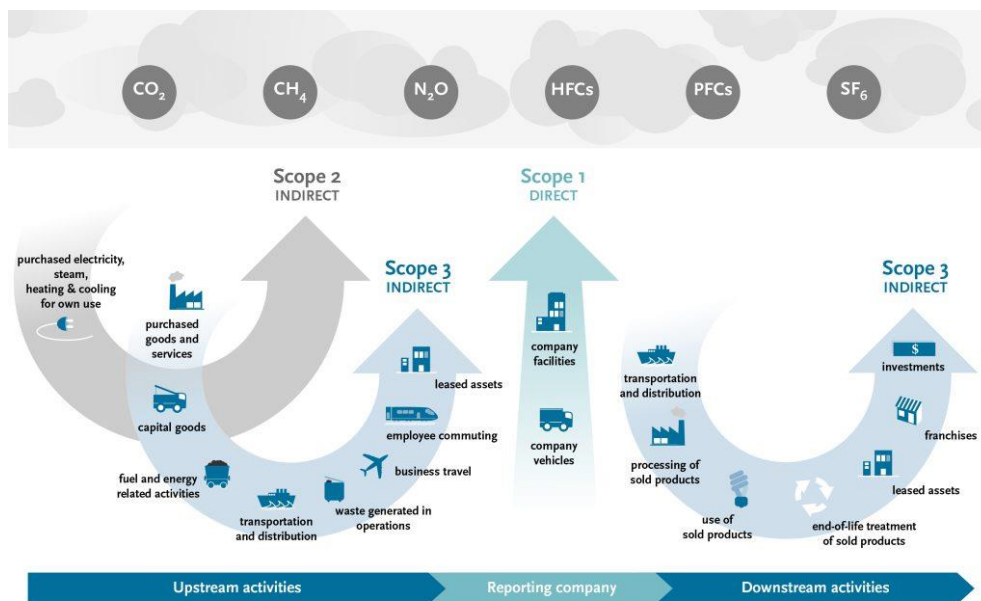 CO₂
CH₄
N₂O
HFCs
PFCs
SF₆
Scope 2
INDIRECT
Scope 1
DIRECT
purchased electricity,
steam,
heating & cooling
for own use
Scope 3
INDIRECT
Scope 3
INDIRECT
purchased
goods and
services
capital goods
fuel and energy
related activities
transportation
and distribution
waste generated in
operations
business travel
employee commuting
leased assets
company
facilities
company
vehicles
transportation
and distribution
processing of
sold products
use of
sold products
end-of-life treatment
of sold products
leased assets
franchises
$
investments
Upstream activities
Reporting company
Downstream activities